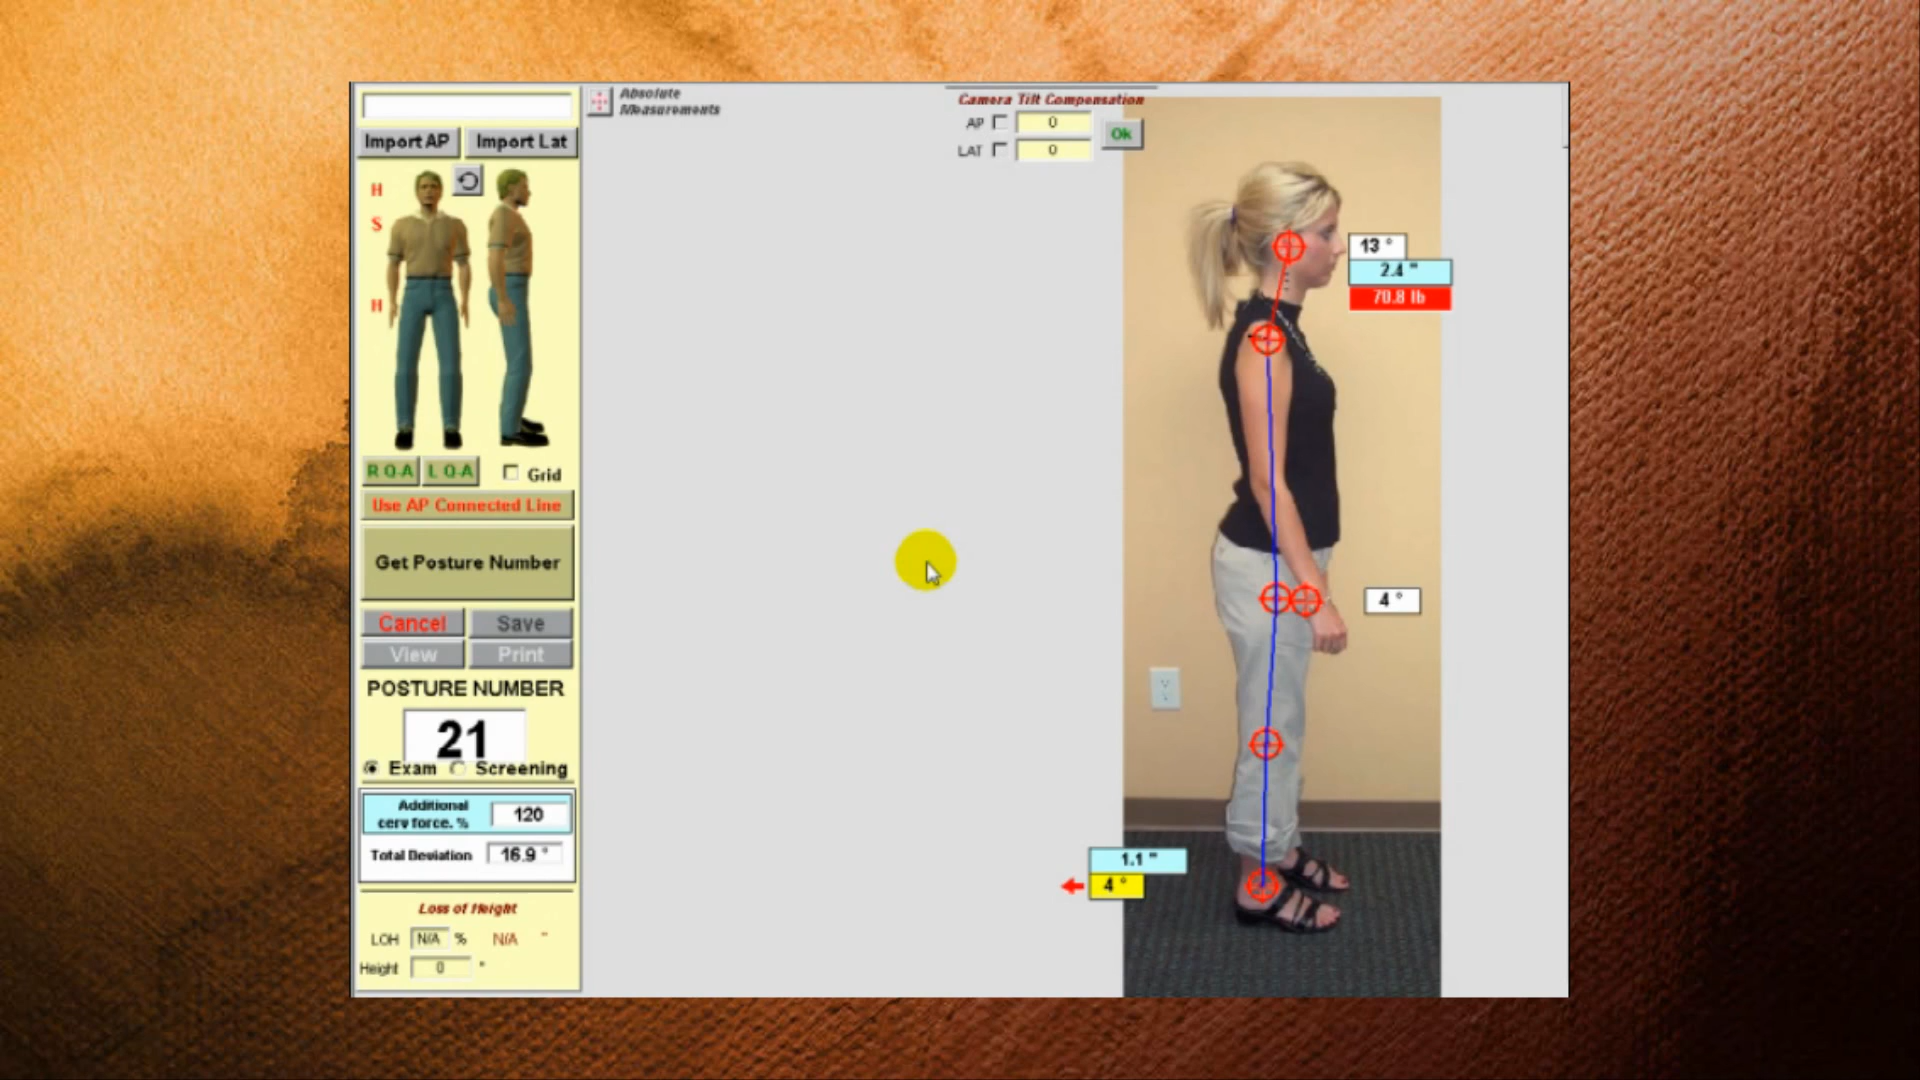 Import AP Import Lat
H
S
H
R Q-A L Q-A Grid
Use AP Connected Line
Get Posture Number
Cancel Save
View Print
POSTURE NUMBER
21
Exam Screening
Additional
cerv force. % 120
Total Deviation 16.9 °
Loss of Height
LOH N/A % N/A "
Height 0 "
Absolute
Measurements
Camera Tilt Compensation
AP 0
LAT 0
Ok
13 °
2.4 "
70.8 lb
4 °
1.1 "
4 °